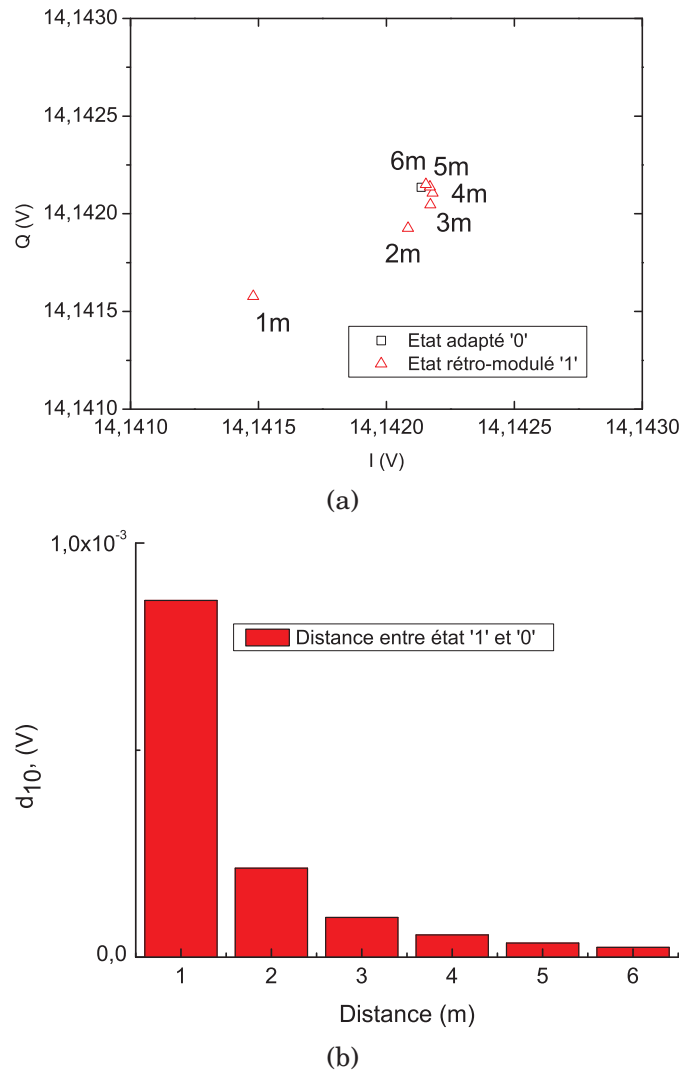 14,1430
14,1425
14,1420
14,1415
14,1410
Q (V)
6m 5m
4m
3m
2m
1m
Etat adapté '0'
Etat rétro-modulé '1'
14,1410 14,1415 14,1420 14,1425 14,1430
I (V)
(a)
1,0x10⁻³
Distance entre état '1' et '0'
d₁₀, (V)
0,0
1 2 3 4 5 6
Distance (m)
(b)